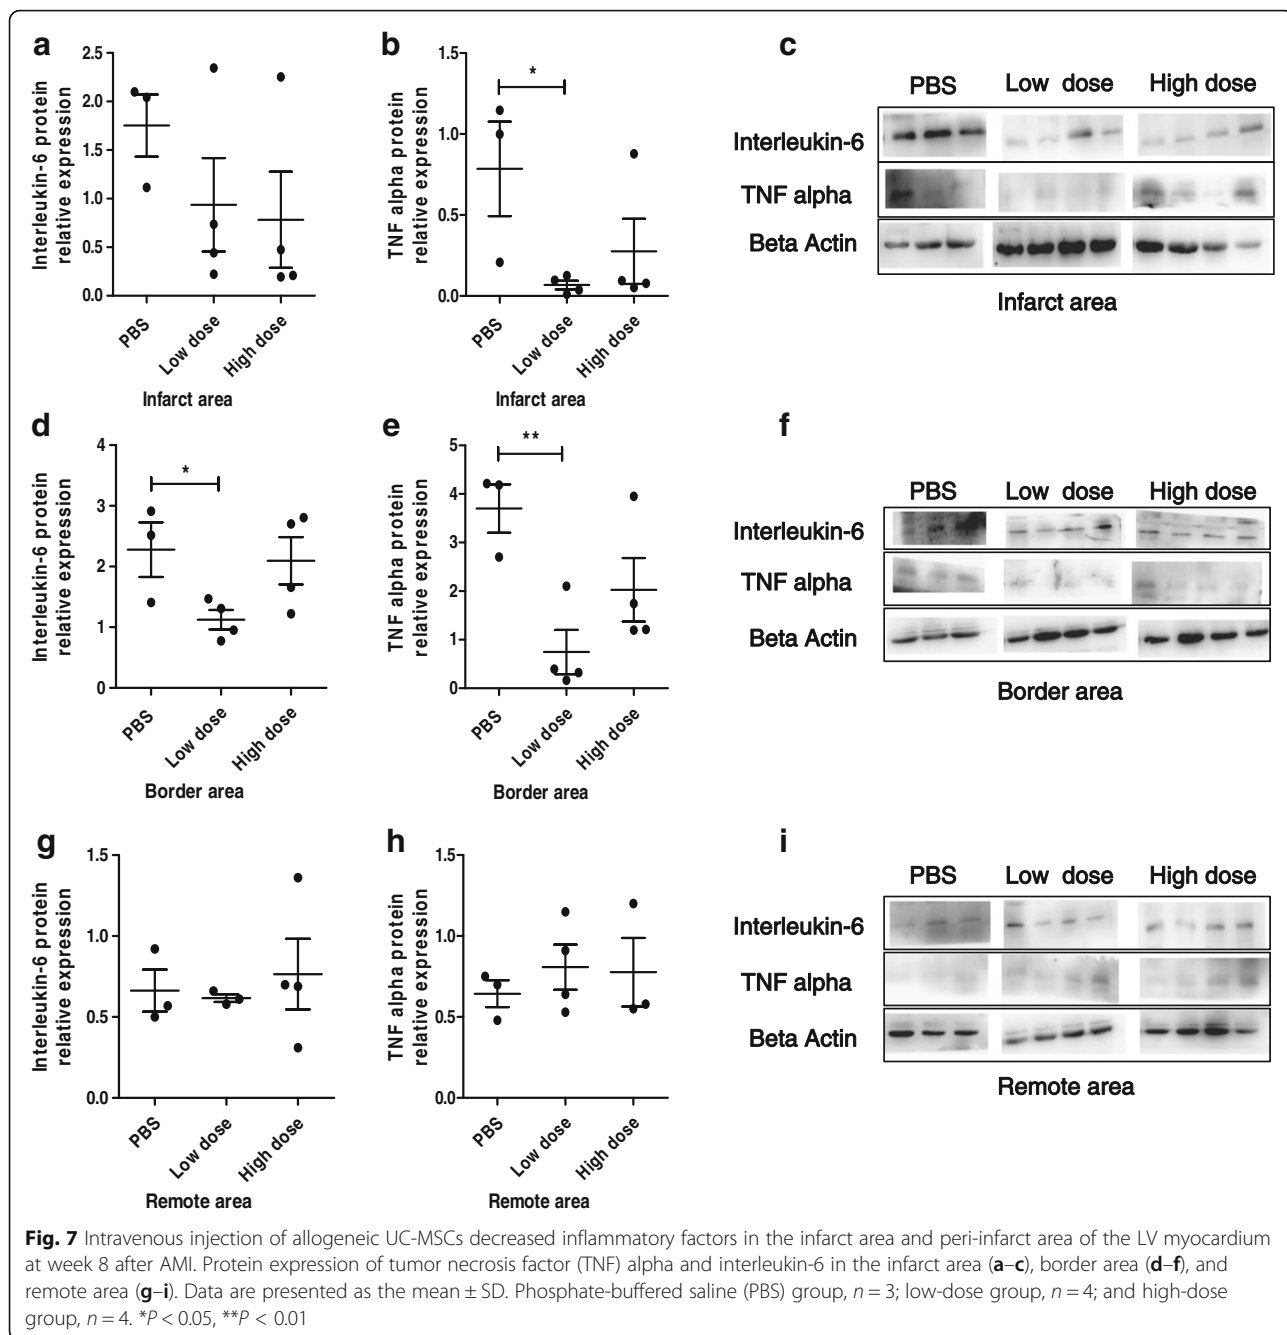 a
2.5
2.0
1.5
1.0
0.5
0.0
Interleukin-6 protein
relative expression
PBS
Low dose
High dose
Infarct area
b
1.5
1.0
0.5
0.0
TNF alpha protein
relative expression
*
PBS
Low dose
High dose
Infarct area
c
PBS Low dose High dose
Interleukin-6
TNF alpha
Beta Actin
Infarct area
d
4
3
2
1
0
Interleukin-6 protein
relative expression
*
PBS
Low dose
High dose
Border area
e
5
4
3
2
1
0
TNF alpha protein
relative expression
**
PBS
Low dose
High dose
Border area
f
PBS Low dose High dose
Interleukin-6
TNF alpha
Beta Actin
Border area
g
1.5
1.0
0.5
0.0
Interleukin-6 protein
relative expression
PBS
Low dose
High dose
Remote area
h
1.5
1.0
0.5
0.0
TNF alpha protein
relative expression
PBS
Low dose
High dose
Remote area
i
PBS Low dose High dose
Interleukin-6
TNF alpha
Beta Actin
Remote area
Fig. 7 Intravenous injection of allogeneic UC-MSCs decreased inflammatory factors in the infarct area and peri-infarct area of the LV myocardium
at week 8 after AMI. Protein expression of tumor necrosis factor (TNF) alpha and interleukin-6 in the infarct area (a–c), border area (d–f), and
remote area (g–i). Data are presented as the mean ± SD. Phosphate-buffered saline (PBS) group, n = 3; low-dose group, n = 4; and high-dose
group, n = 4. *P < 0.05, **P < 0.01